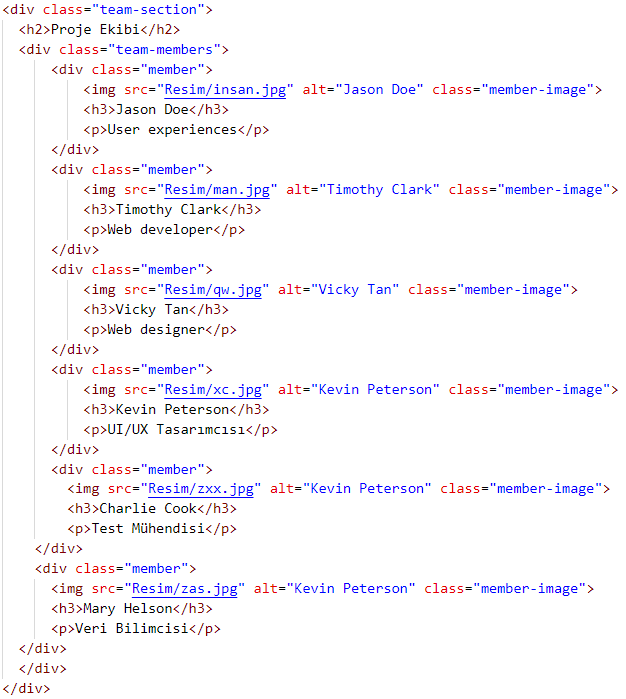 <div class="team-section">
<h2>Proje Ekibi</h2>
<div class="team-members">
<div class="member">
<img src="Resim/insan.jpg" alt="Jason Doe" class="member-image">
<h3>Jason Doe</h3>
<p>User experiences</p>
</div>
<div class="member">
<img src="Resim/man.jpg" alt="Timothy Clark" class="member-image">
<h3>Timothy Clark</h3>
<p>Web developer</p>
</div>
<div class="member">
<img src="Resim/qw.jpg" alt="Vicky Tan" class="member-image">
<h3>Vicky Tan</h3>
<p>Web designer</p>
</div>
<div class="member">
<img src="Resim/xc.jpg" alt="Kevin Peterson" class="member-image">
<h3>Kevin Peterson</h3>
<p>UI/UX Tasarımcısı</p>
</div>
<div class="member">
<img src="Resim/zxx.jpg" alt="Kevin Peterson" class="member-image">
<h3>Charlie Cook</h3>
<p>Test Mühendisi</p>
</div>
<div class="member">
<img src="Resim/zas.jpg" alt="Kevin Peterson" class="member-image">
<h3>Mary Helson</h3>
<p>Veri Bilimcisi</p>
</div>
</div>
</div>